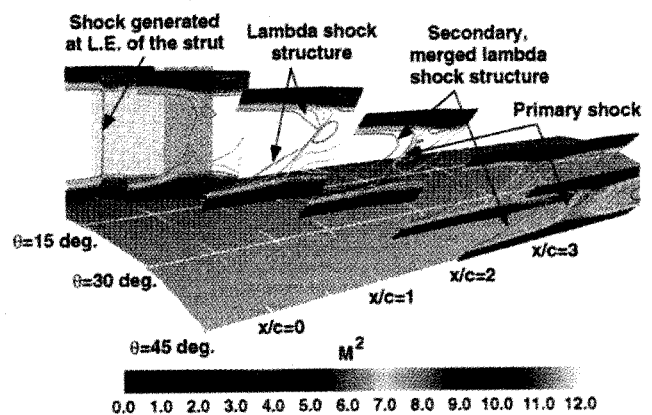 Shock generated
at L.E. of the strut
Lambda shock
structure
Secondary,
merged lambda
shock structure
Primary shock
θ=15 deg.
θ=30 deg.
θ=45 deg.
x/c=0
x/c=1
x/c=2
x/c=3
M²
0.0 1.0 2.0 3.0 4.0 5.0 6.0 7.0 8.0 9.0 10.0 11.0 12.0